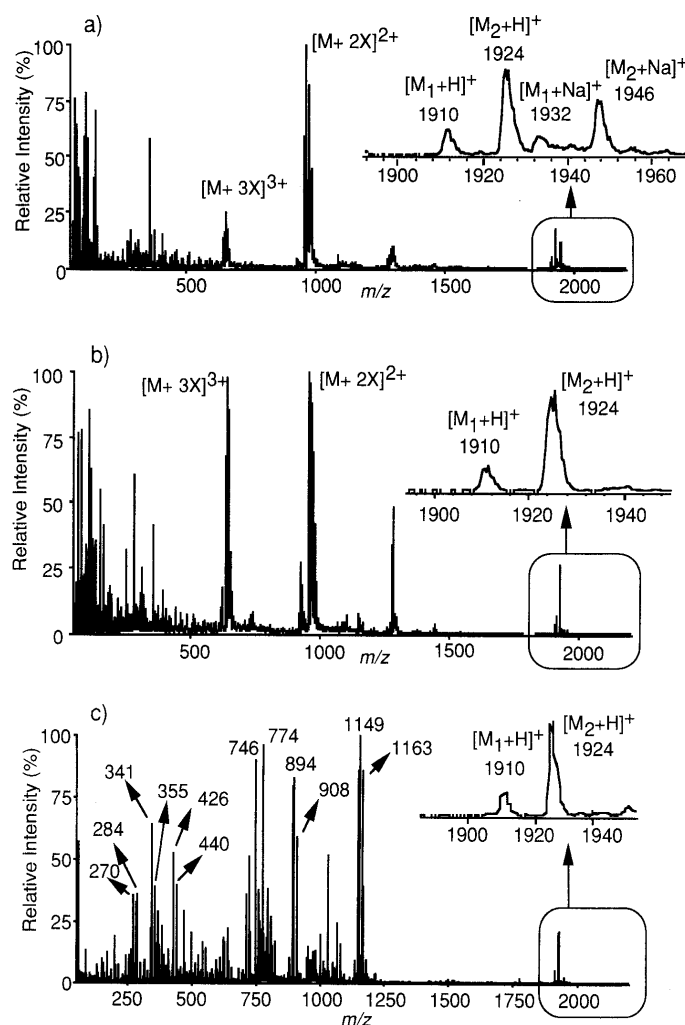 a)
Relative Intensity (%)
100
75
50
25
0
[M+ 3X]3+
[M+ 2X]2+
500 1000 1500 2000
m/z
[M1+H]+
1910
[M2+H]+
1924
[M1+Na]+
1932
[M2+Na]+
1946
1900 1920 1940 1960
b)
Relative Intensity (%)
100
75
50
25
0
[M+ 3X]3+
[M+ 2X]2+
500 1000 1500 2000
m/z
[M1+H]+
1910
[M2+H]+
1924
1900 1920 1940
c)
Relative Intensity (%)
100
75
50
25
0
270
284
341
355
426
440
746
774
894
908
1149
1163
250 500 750 1000 1250 1500 1750 2000
m/z
[M1+H]+
1910
[M2+H]+
1924
1900 1920 1940